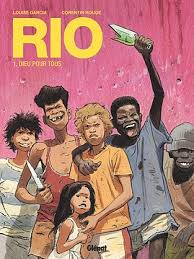 LOUISE GARCIA    CORENTIN ROUGE
RIO
1. DIEU POUR TOUS
Glénat